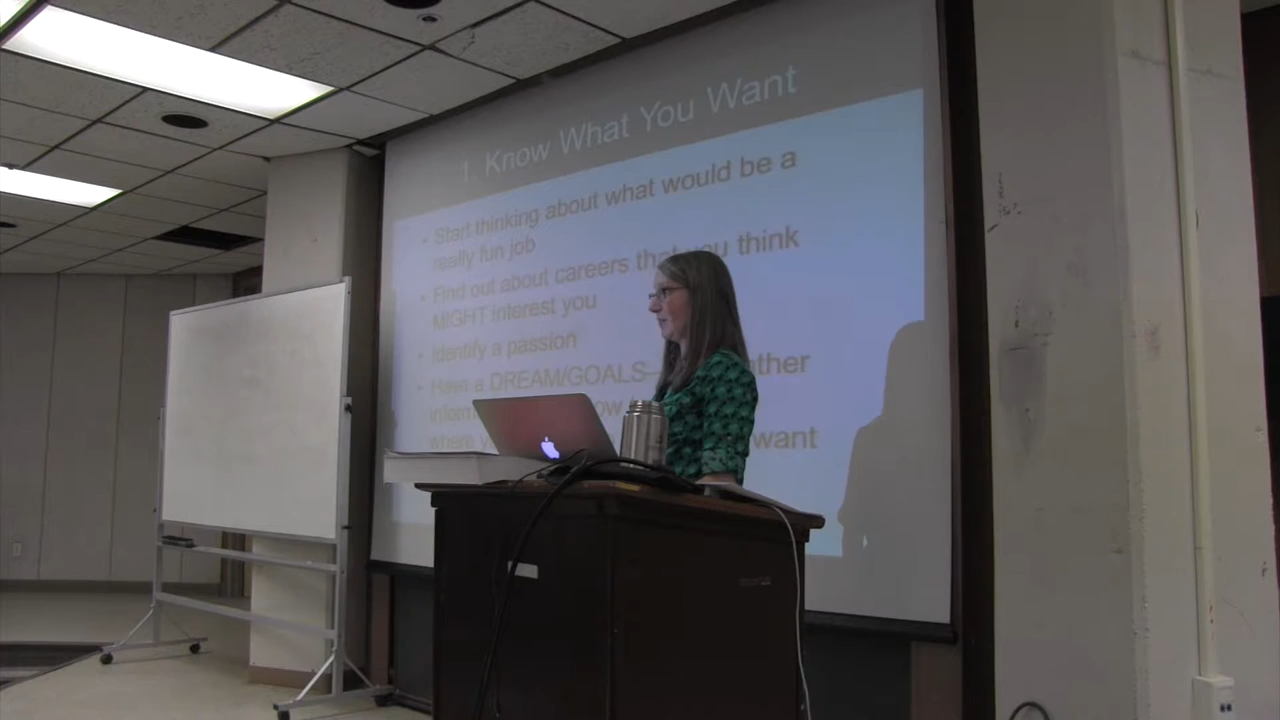 1. Know What You Want
• Start thinking about what would be a
really fun job
• Find out about careers that you think
MIGHT interest you
• Identify a passion
• Have a DREAM/GOALS
where want